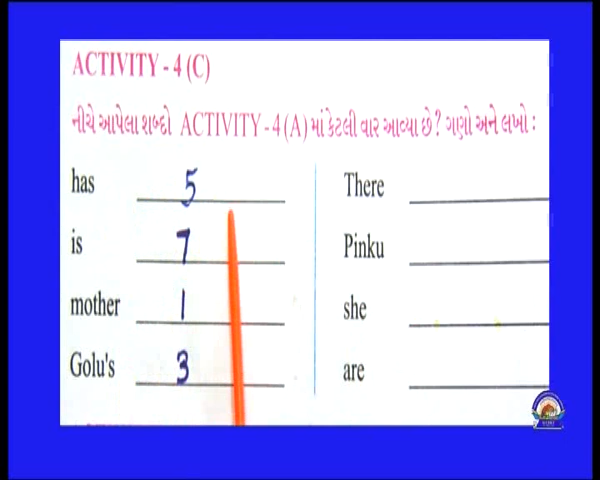 ACTIVITY - 4 (C)
નીચે આપેલા શબ્દો ACTIVITY - 4 (A) માં કેટલી વાર આવ્યા છે? ગણો અને લખો :
has 5 There
is 7 Pinku
mother 1 she
Golu's 3 are